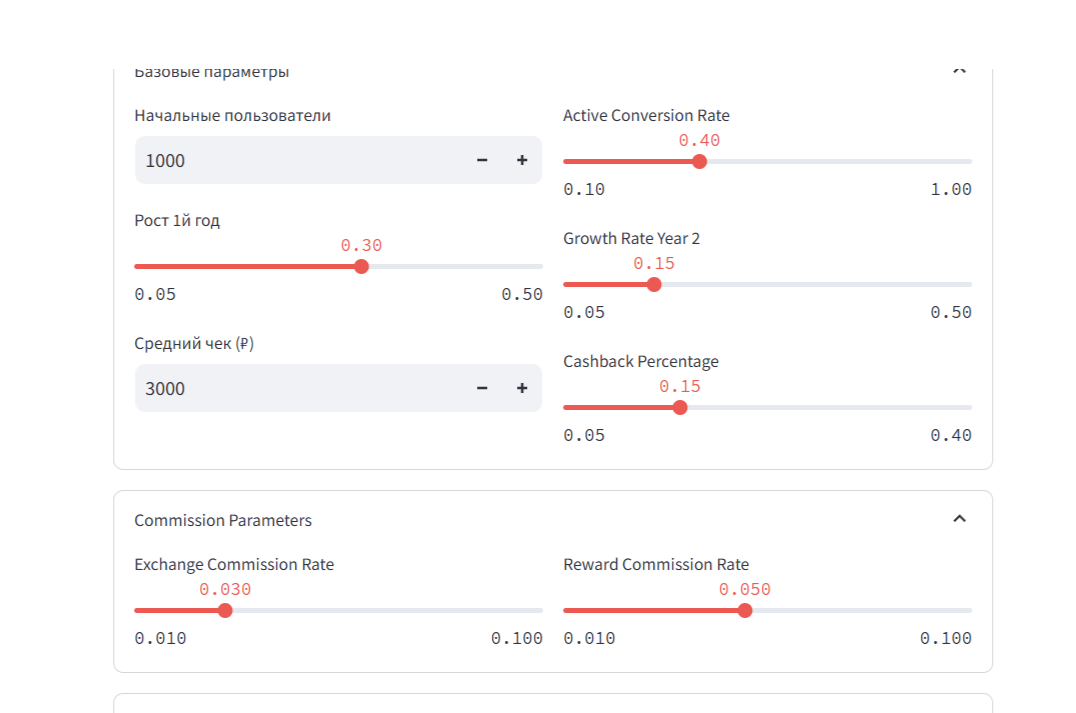 Базовые параметры
Начальные пользователи
1000
Рост 1й год
0.30
0.05 0.50
Средний чек (₽)
3000
Active Conversion Rate
0.40
0.10 1.00
Growth Rate Year 2
0.15
0.05 0.50
Cashback Percentage
0.15
0.05 0.40
Commission Parameters
Exchange Commission Rate
0.030
0.010 0.100
Reward Commission Rate
0.050
0.010 0.100